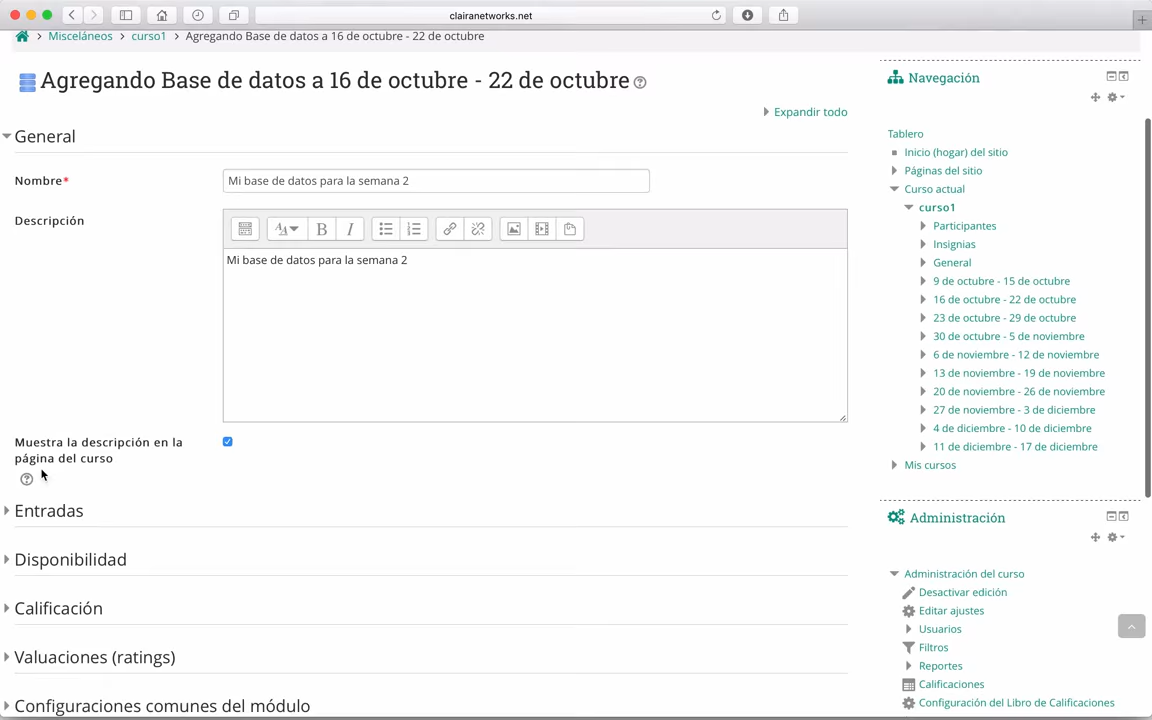 clairanetworks.net
Misceláneos
curso1
Agregando Base de datos a 16 de octubre - 22 de octubre
Agregando Base de datos a 16 de octubre - 22 de octubre
Expandir todo
General
Nombre*
Mi base de datos para la semana 2
Descripción
Mi base de datos para la semana 2
Muestra la descripción en la
página del curso
Entradas
Disponibilidad
Calificación
Valuaciones (ratings)
Configuraciones comunes del módulo
Navegación
Tablero
Inicio (hogar) del sitio
Páginas del sitio
Curso actual
curso1
Participantes
Insignias
General
9 de octubre - 15 de octubre
16 de octubre - 22 de octubre
23 de octubre - 29 de octubre
30 de octubre - 5 de noviembre
6 de noviembre - 12 de noviembre
13 de noviembre - 19 de noviembre
20 de noviembre - 26 de noviembre
27 de noviembre - 3 de diciembre
4 de diciembre - 10 de diciembre
11 de diciembre - 17 de diciembre
Mis cursos
Administración
Administración del curso
Desactivar edición
Editar ajustes
Usuarios
Filtros
Reportes
Calificaciones
Configuración del Libro de Calificaciones